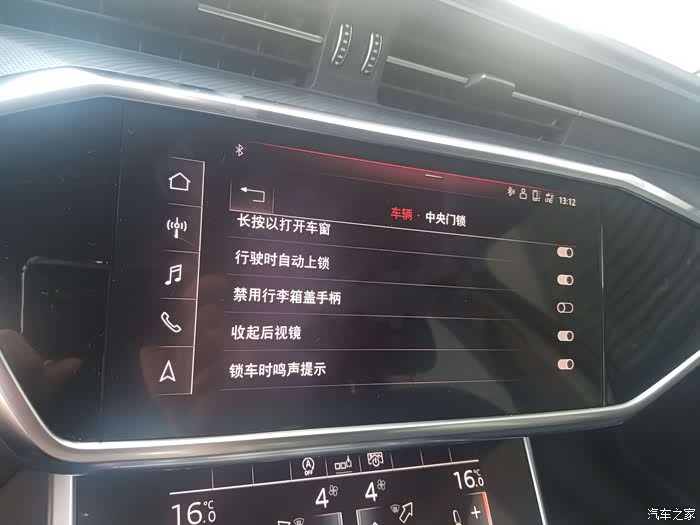 13:12
车辆 · 中央门锁
长按以打开车窗
行驶时自动上锁
禁用行李箱盖手柄
收起后视镜
锁车时鸣声提示
A
OFF
16.0°C
4
4
16.0°C
+
汽车之家